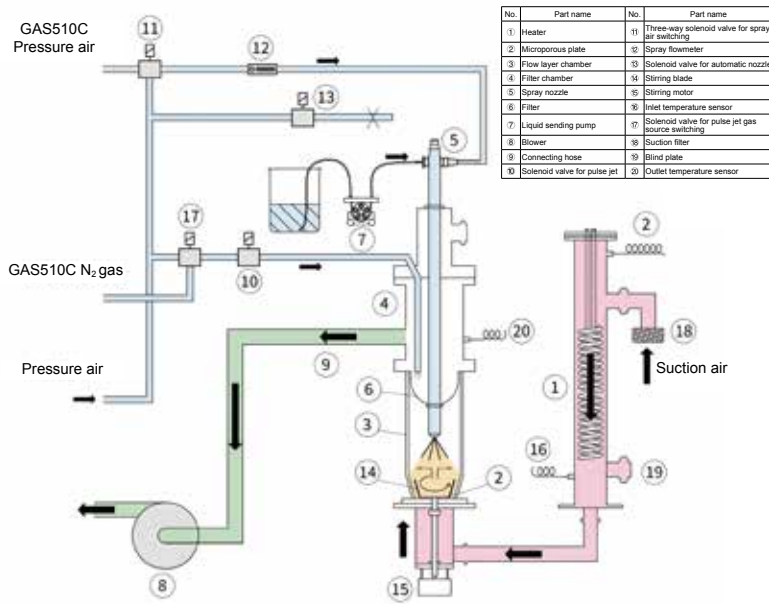 GAS510C
Pressure air
GAS510C N₂ gas
Pressure air
Suction air
⑪
⑫
⑬
⑤
⑦
⑰
⑩
④
⑳
⑨
⑥
③
⑭
②
⑮
⑧
②
⑱
①
⑯
⑲
No. Part name No. Part name
① Heater ⑪ Three-way solenoid valve for spray
air switching
② Microporous plate ⑫ Spray flowmeter
③ Flow layer chamber ⑬ Solenoid valve for automatic nozzle
④ Filter chamber ⑭ Stirring blade
⑤ Spray nozzle ⑮ Stirring motor
⑥ Filter ⑯ Inlet temperature sensor
⑦ Liquid sending pump ⑰ Solenoid valve for pulse jet gas
source switching
⑧ Blower ⑱ Suction filter
⑨ Connecting hose ⑲ Blind plate
⑩ Solenoid valve for pulse jet ⑳ Outlet temperature sensor